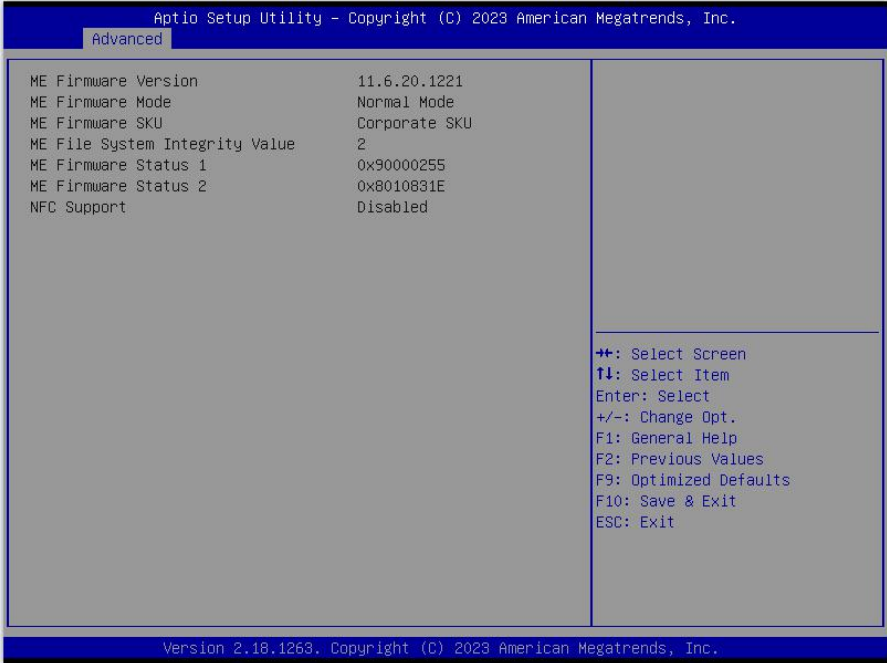 Aptio Setup Utility – Copyright (C) 2023 American Megatrends, Inc.
Advanced
ME Firmware Version 11.6.20.1221
ME Firmware Mode Normal Mode
ME Firmware SKU Corporate SKU
ME File System Integrity Value 2
ME Firmware Status 1 0x90000255
ME Firmware Status 2 0x8010831E
NFC Support Disabled
→←: Select Screen
↑↓: Select Item
Enter: Select
+/-: Change Opt.
F1: General Help
F2: Previous Values
F9: Optimized Defaults
F10: Save & Exit
ESC: Exit
Version 2.18.1263. Copyright (C) 2023 American Megatrends, Inc.